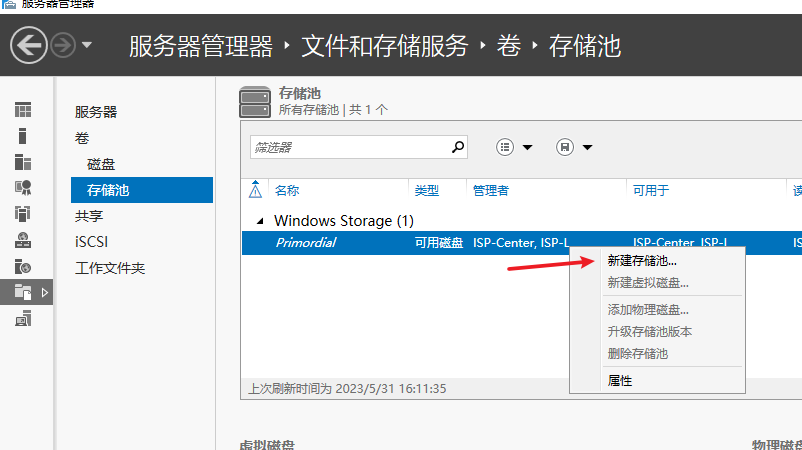 服务器管理器
服务器管理器 ‣ 文件和存储服务 ‣ 卷 ‣ 存储池
服务器
卷
磁盘
存储池
共享
iSCSI
工作文件夹
存储池
所有存储池 | 共 1 个
筛选器
名称 类型 管理者 可用于 读
Windows Storage (1)
Primordial 可用磁盘 ISP-Center, ISP-L ISP-Center, ISP-L IS
新建存储池...
新建虚拟磁盘...
添加物理磁盘...
升级存储池版本
删除存储池
属性
上次刷新时间为 2023/5/31 16:11:35
虚拟磁盘 物理磁盘